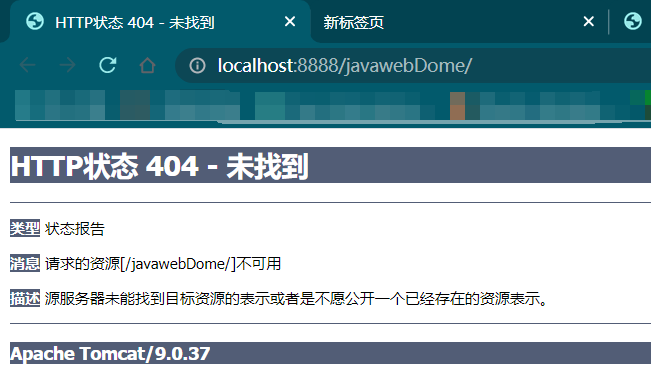 HTTP状态 404 - 未找到
新标签页
localhost:8888/javawebDome/
HTTP状态 404 - 未找到
类型 状态报告
消息 请求的资源[/javawebDome/]不可用
描述 源服务器未能找到目标资源的表示或者是不愿公开一个已经存在的资源表示。
Apache Tomcat/9.0.37